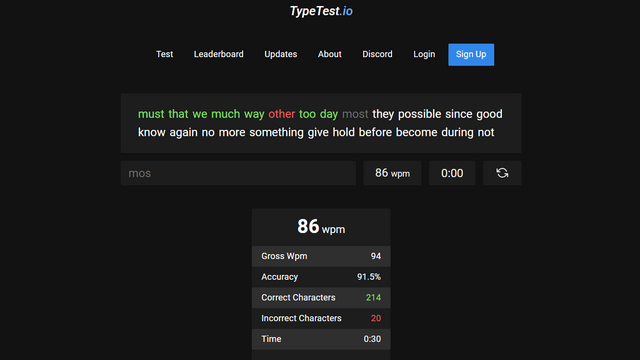 TypeTest.io
Test Leaderboard Updates About Discord Login Sign Up
must that we much way other too day most they possible since good
know again no more something give hold before become during not
mos 86 wpm 0:00
86 wpm
Gross Wpm 94
Accuracy 91.5%
Correct Characters 214
Incorrect Characters 20
Time 0:30